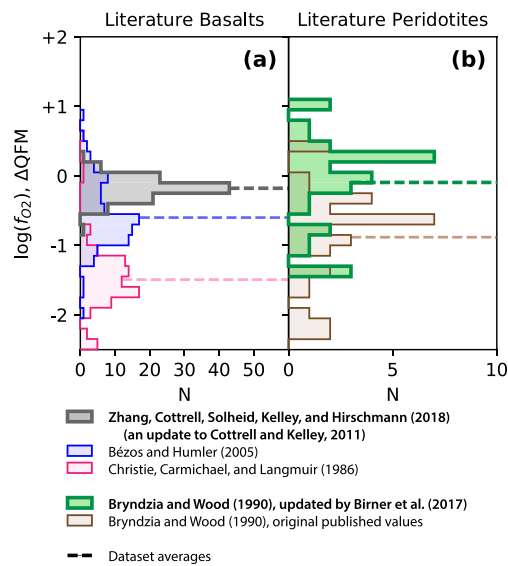 Literature Basalts
Literature Peridotites
(a)
(b)
+2
+1
0
-1
-2
log(fO2), ΔQFM
0 10 20 30 40 50
0 5 10
N
N
Zhang, Cottrell, Solheid, Kelley, and Hirschmann (2018)
(an update to Cottrell and Kelley, 2011)
Bézos and Humler (2005)
Christie, Carmichael, and Langmuir (1986)
Bryndzia and Wood (1990), updated by Birner et al. (2017)
Bryndzia and Wood (1990), original published values
Dataset averages